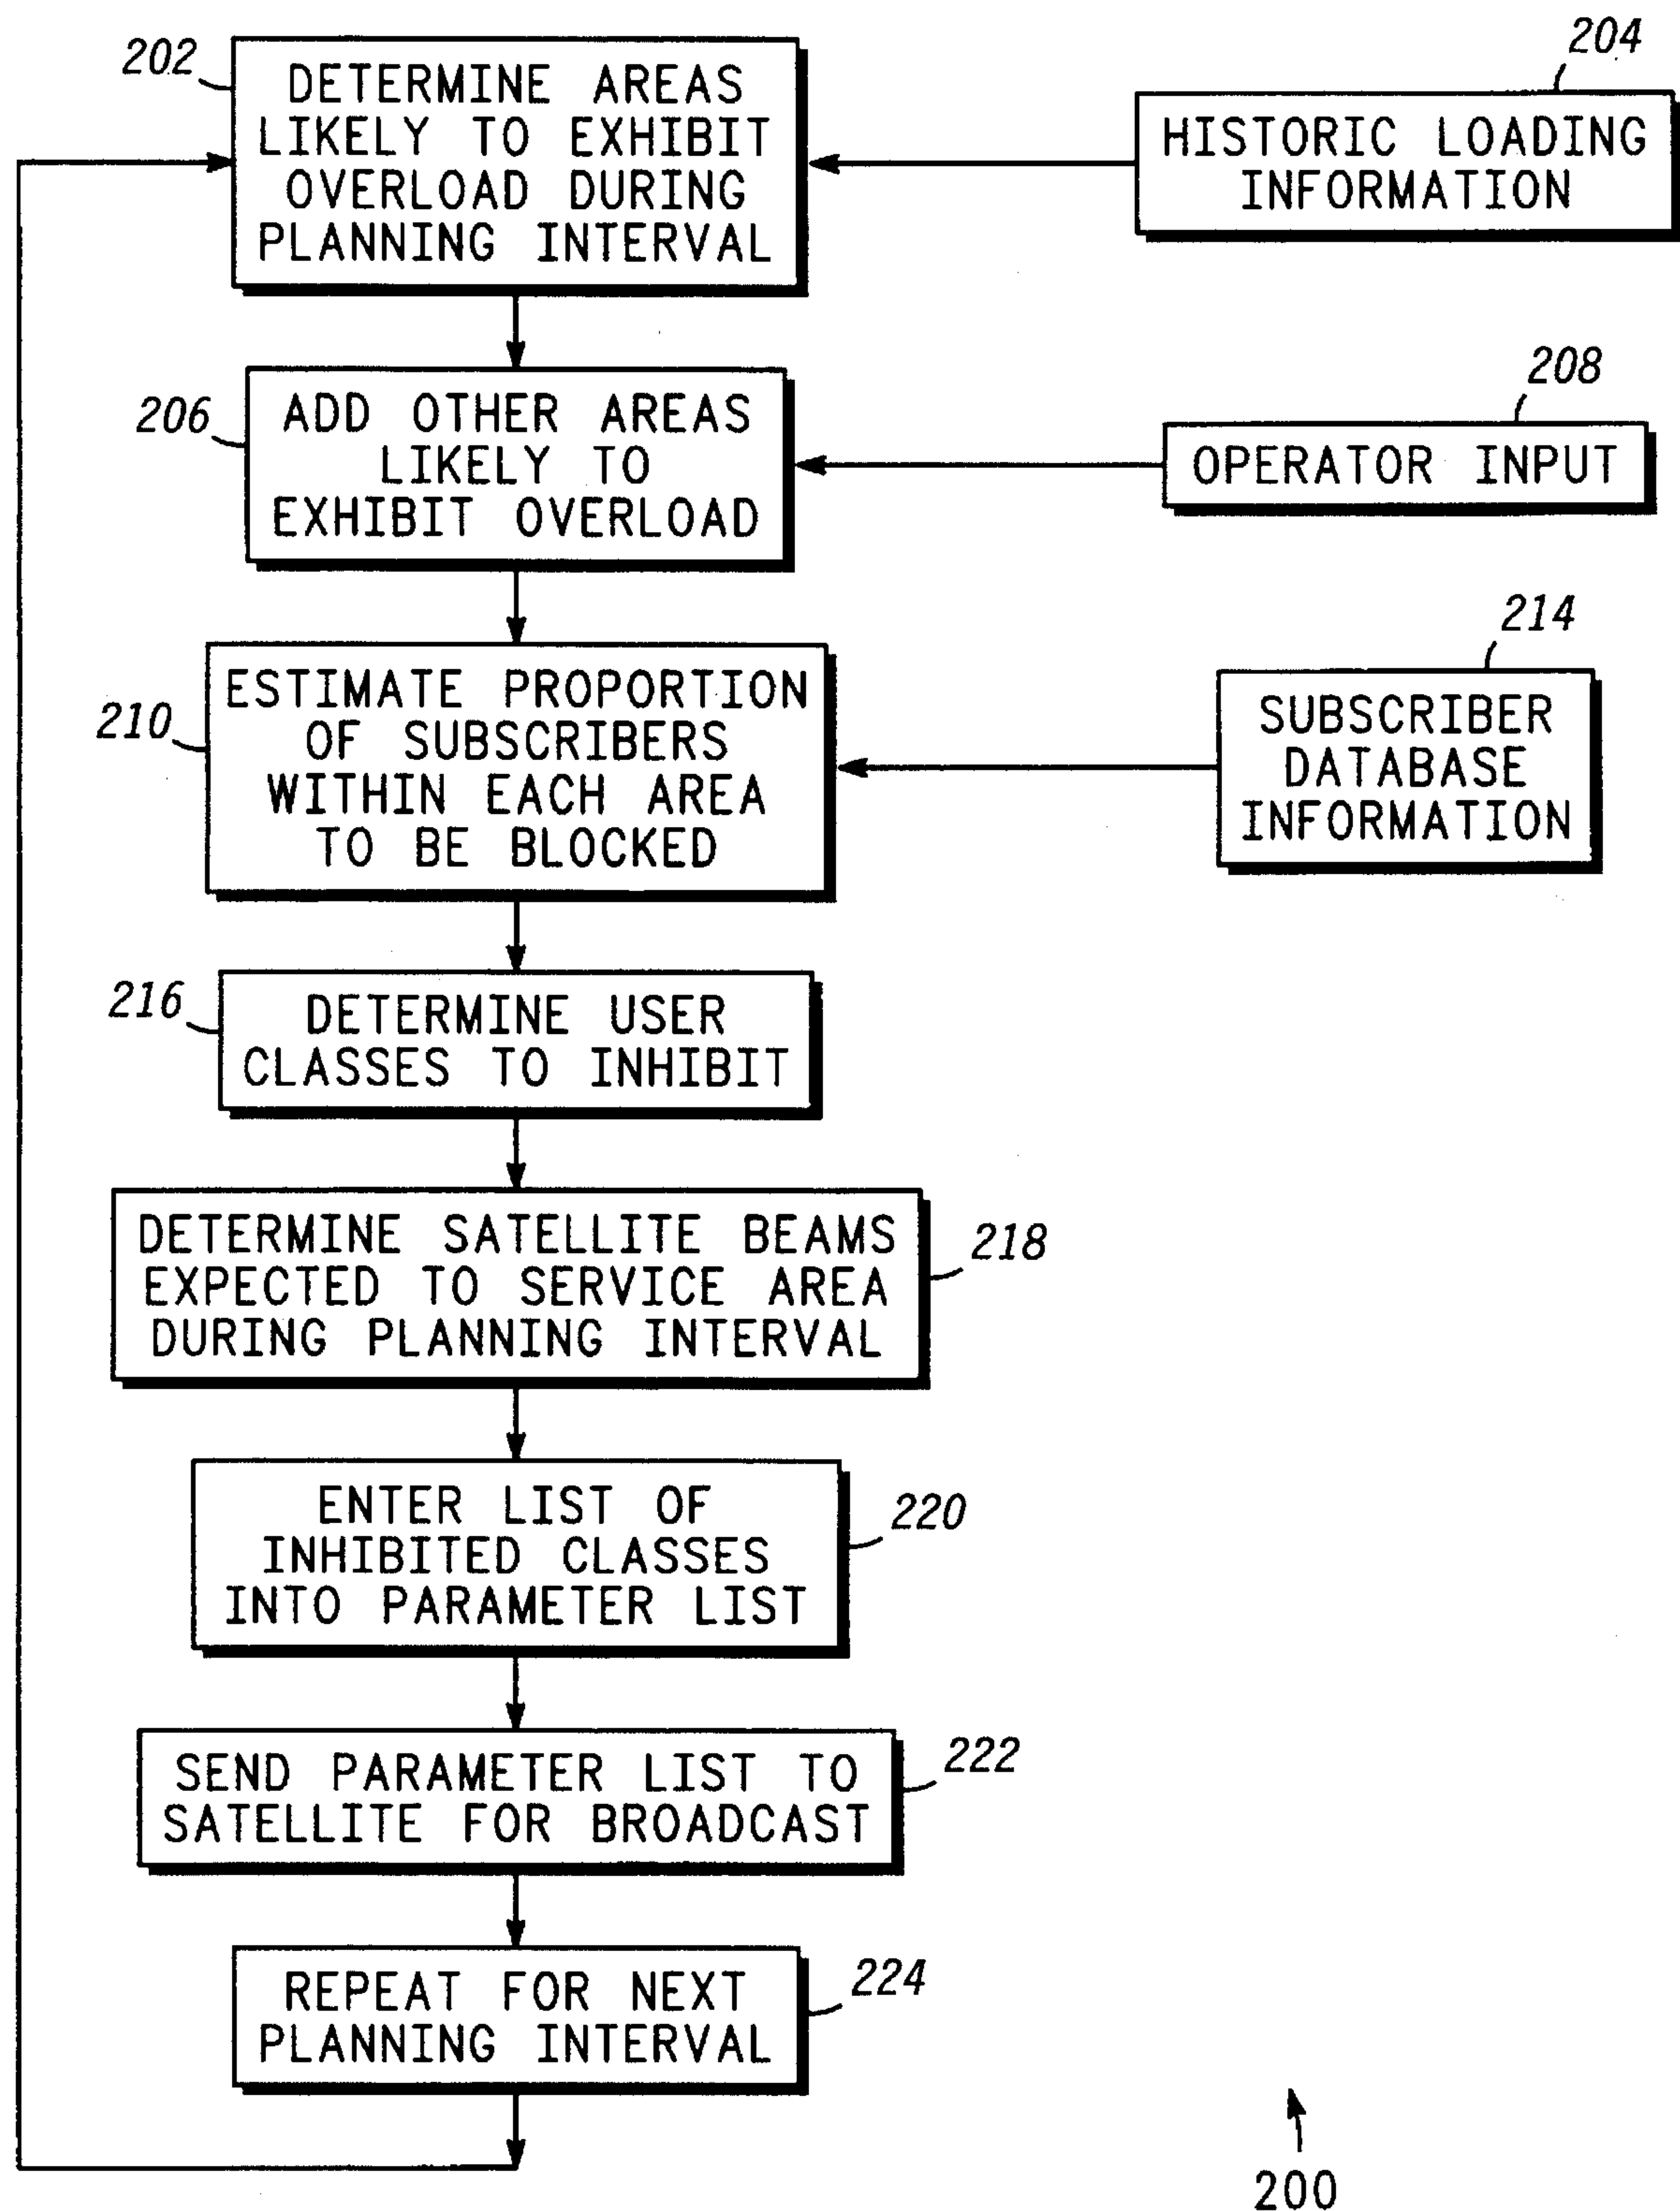 202
DETERMINE AREAS
LIKELY TO EXHIBIT
OVERLOAD DURING
PLANNING INTERVAL
204
HISTORIC LOADING
INFORMATION
206
ADD OTHER AREAS
LIKELY TO
EXHIBIT OVERLOAD
208
OPERATOR INPUT
210
ESTIMATE PROPORTION
OF SUBSCRIBERS
WITHIN EACH AREA
TO BE BLOCKED
214
SUBSCRIBER
DATABASE
INFORMATION
216
DETERMINE USER
CLASSES TO INHIBIT
DETERMINE SATELLITE BEAMS
EXPECTED TO SERVICE AREA
DURING PLANNING INTERVAL
218
ENTER LIST OF
INHIBITED CLASSES
INTO PARAMETER LIST
220
SEND PARAMETER LIST TO
SATELLITE FOR BROADCAST
222
REPEAT FOR NEXT
PLANNING INTERVAL
224
200